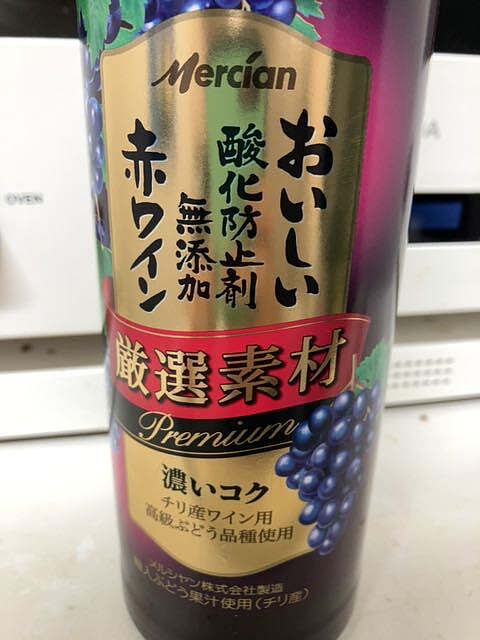 Mercian
おいしい
酸化防止剤
無添加
赤ワイン
厳選素材
Premium
濃いコク
チリ産ワイン用
高級ぶどう品種使用
メルシャン株式会社製造
輸入ぶどう果汁使用(チリ産)
OVEN
A